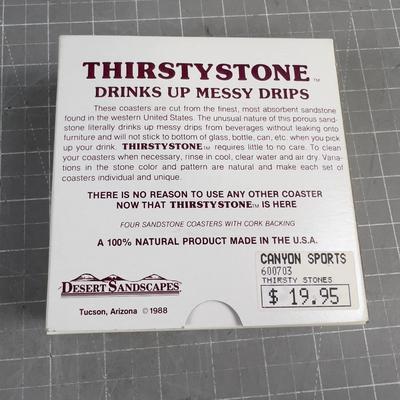 THIRSTYSTONE™
DRINKS UP MESSY DRIPS
These coasters are cut from the finest, most absorbent sandstone
found in the western United States. The unusual nature of this porous sand-
stone literally drinks up messy drips from beverages without leaking onto
furniture and will not stick to bottom of glass, bottle, can, etc. when you pick
up your drink. THIRSTYSTONE™ requires little to no care. To clean
your coasters when necessary, rinse in cool, clear water and air dry. Varia-
tions in the stone color and pattern are natural and make each set of
coasters individual and unique.
THERE IS NO REASON TO USE ANY OTHER COASTER
NOW THAT THIRSTYSTONE™ IS HERE
FOUR SANDSTONE COASTERS WITH CORK BACKING
A 100% NATURAL PRODUCT MADE IN THE U.S.A.
DESERT SANDSCAPES®
Tucson, Arizona © 1988
CANYON SPORTS
600703
THIRSTY STONES
$ 19.95